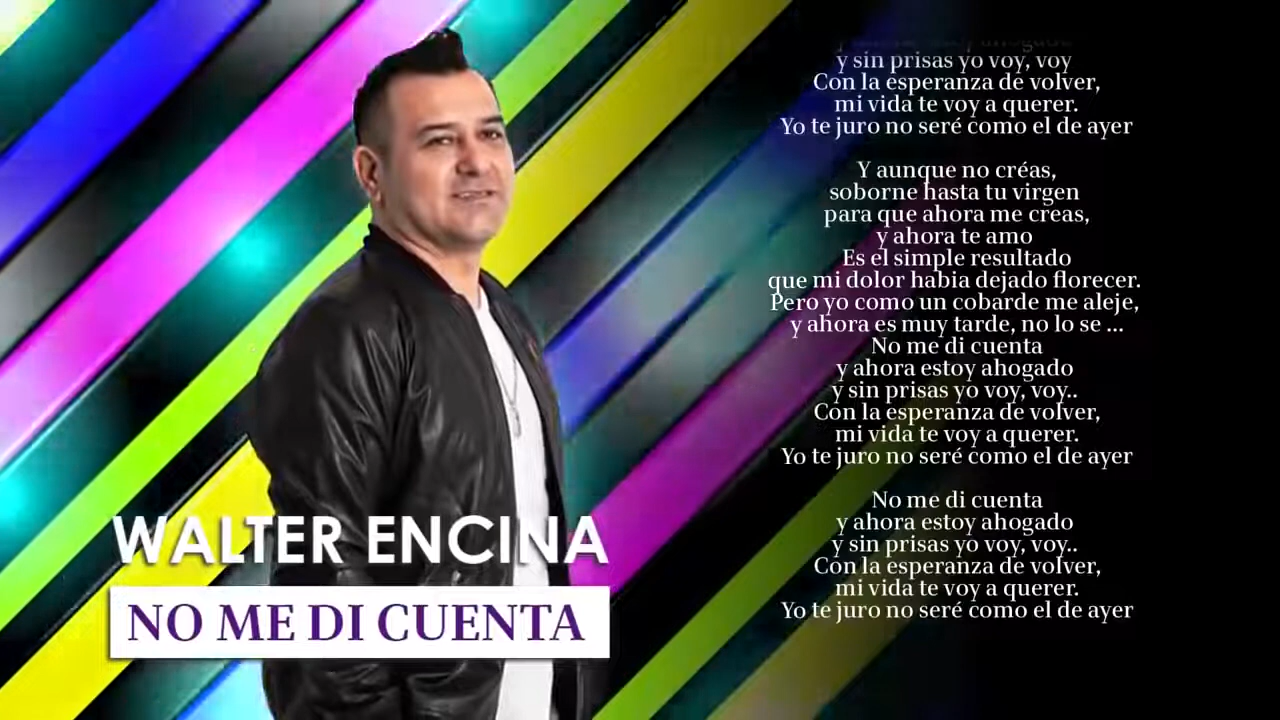 WALTER ENCINA
NO ME DI CUENTA
y sin prisas yo voy, voy
Con la esperanza de volver,
mi vida te voy a querer.
Yo te juro no seré como el de ayer
Y aunque no créas,
soborne hasta tu virgen
para que ahora me creas,
y ahora te amo
Es el simple resultado
que mi dolor habia dejado florecer.
Pero yo como un cobarde me aleje,
y ahora es muy tarde, no lo se ...
No me di cuenta
y ahora estoy ahogado
y sin prisas yo voy, voy..
Con la esperanza de volver,
mi vida te voy a querer.
Yo te juro no seré como el de ayer
No me di cuenta
y ahora estoy ahogado
y sin prisas yo voy, voy..
Con la esperanza de volver,
mi vida te voy a querer.
Yo te juro no seré como el de ayer